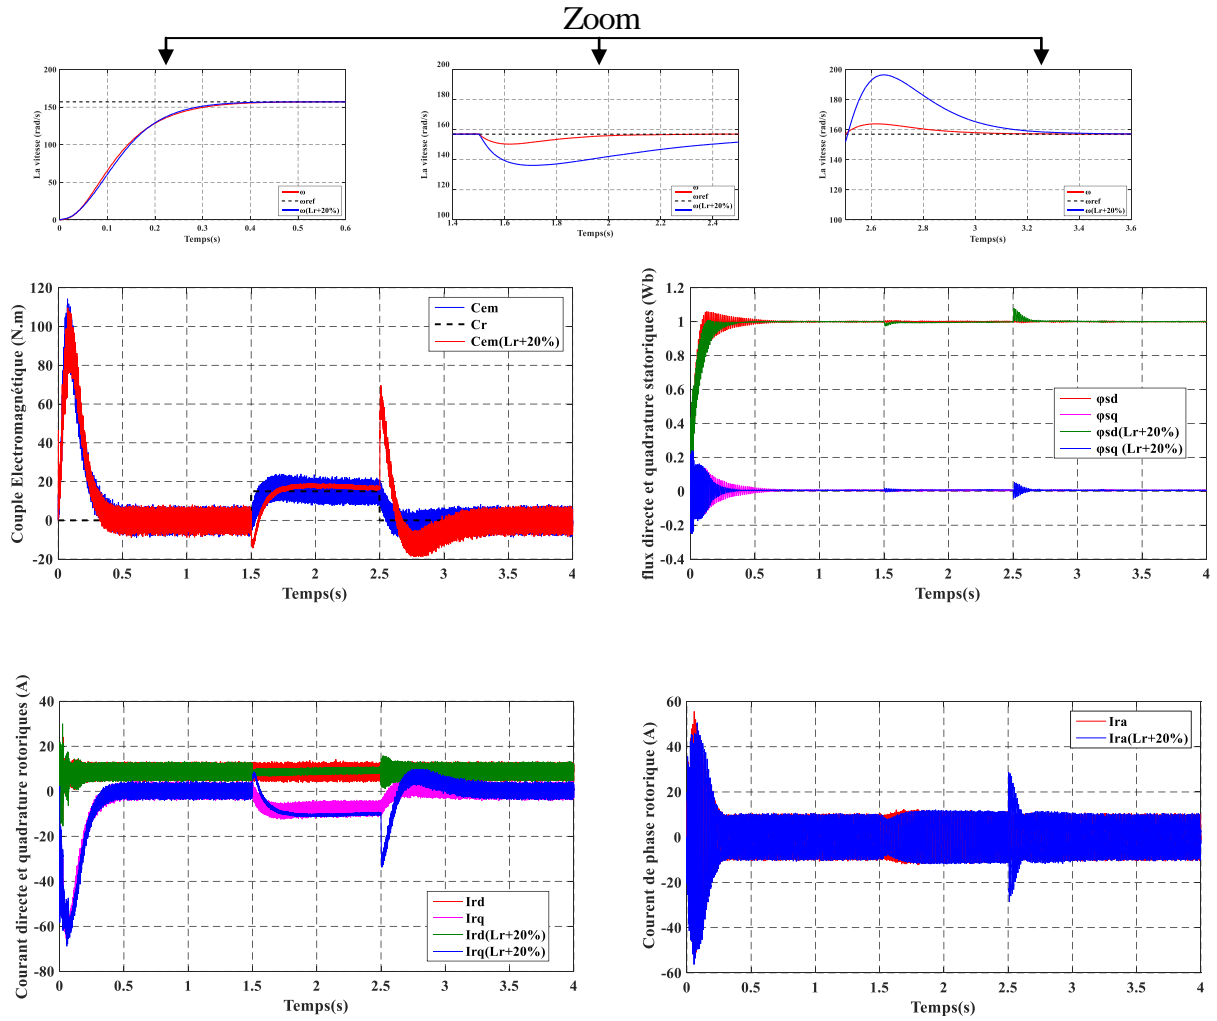 Zoom
La vitesse (rad/s)
200
150
100
50
0
0 0.1 0.2 0.3 0.4 0.5 0.6
Temps(s)
ω
ωref
ω(Lr+20%)
La vitesse (rad/s)
200
180
160
140
120
100
1.4 1.6 1.8 2 2.2 2.4
Temps(s)
ω
ωref
ω(Lr+20%)
La vitesse (rad/s)
200
180
160
140
120
100
2.6 2.8 3 3.2 3.4 3.6
Temps(s)
ω
ωref
ω(Lr+20%)
Couple Electromagnétique (N.m)
120
100
80
60
40
20
0
-20
0 0.5 1 1.5 2 2.5 3 3.5 4
Temps(s)
Cem
Cr
Cem(Lr+20%)
flux directe et quadrature statoriques (Wb)
1.2
1
0.8
0.6
0.4
0.2
0
-0.2
-0.4
0 0.5 1 1.5 2 2.5 3 3.5 4
Temps(s)
φsd
φsq
φsd(Lr+20%)
φsq (Lr+20%)
Courant directe et quadrature rotoriques (A)
40
20
0
-20
-40
-60
-80
0 0.5 1 1.5 2 2.5 3 3.5 4
Temps(s)
Ird
Irq
Ird(Lr+20%)
Irq(Lr+20%)
Courent de phase rotorique (A)
60
40
20
0
-20
-40
-60
0 0.5 1 1.5 2 2.5 3 3.5 4
Temps(s)
Ira
Ira(Lr+20%)